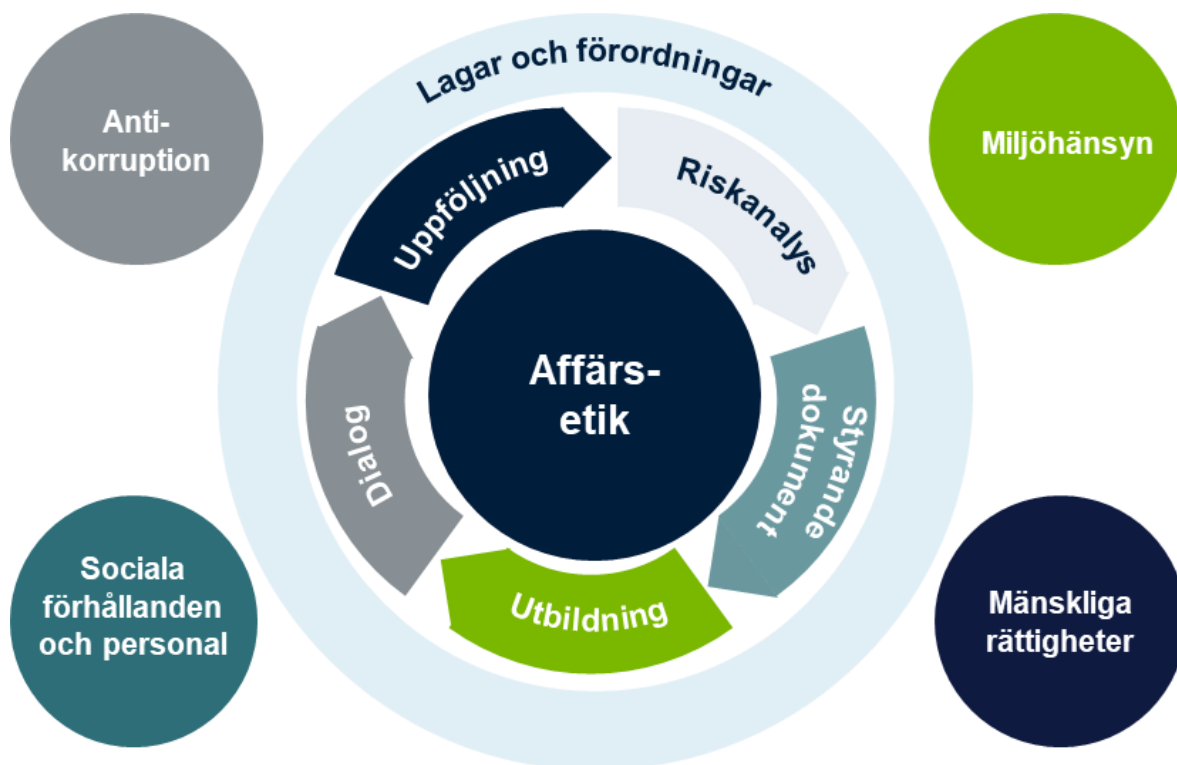 Lagar och förordningar
Anti-
korruption
Miljöhänsyn
Uppföljning
Riskanalys
Affärs-
etik
Styrande
dokument
Dialog
Utbildning
Sociala
förhållanden
och personal
Mänskliga
rättigheter